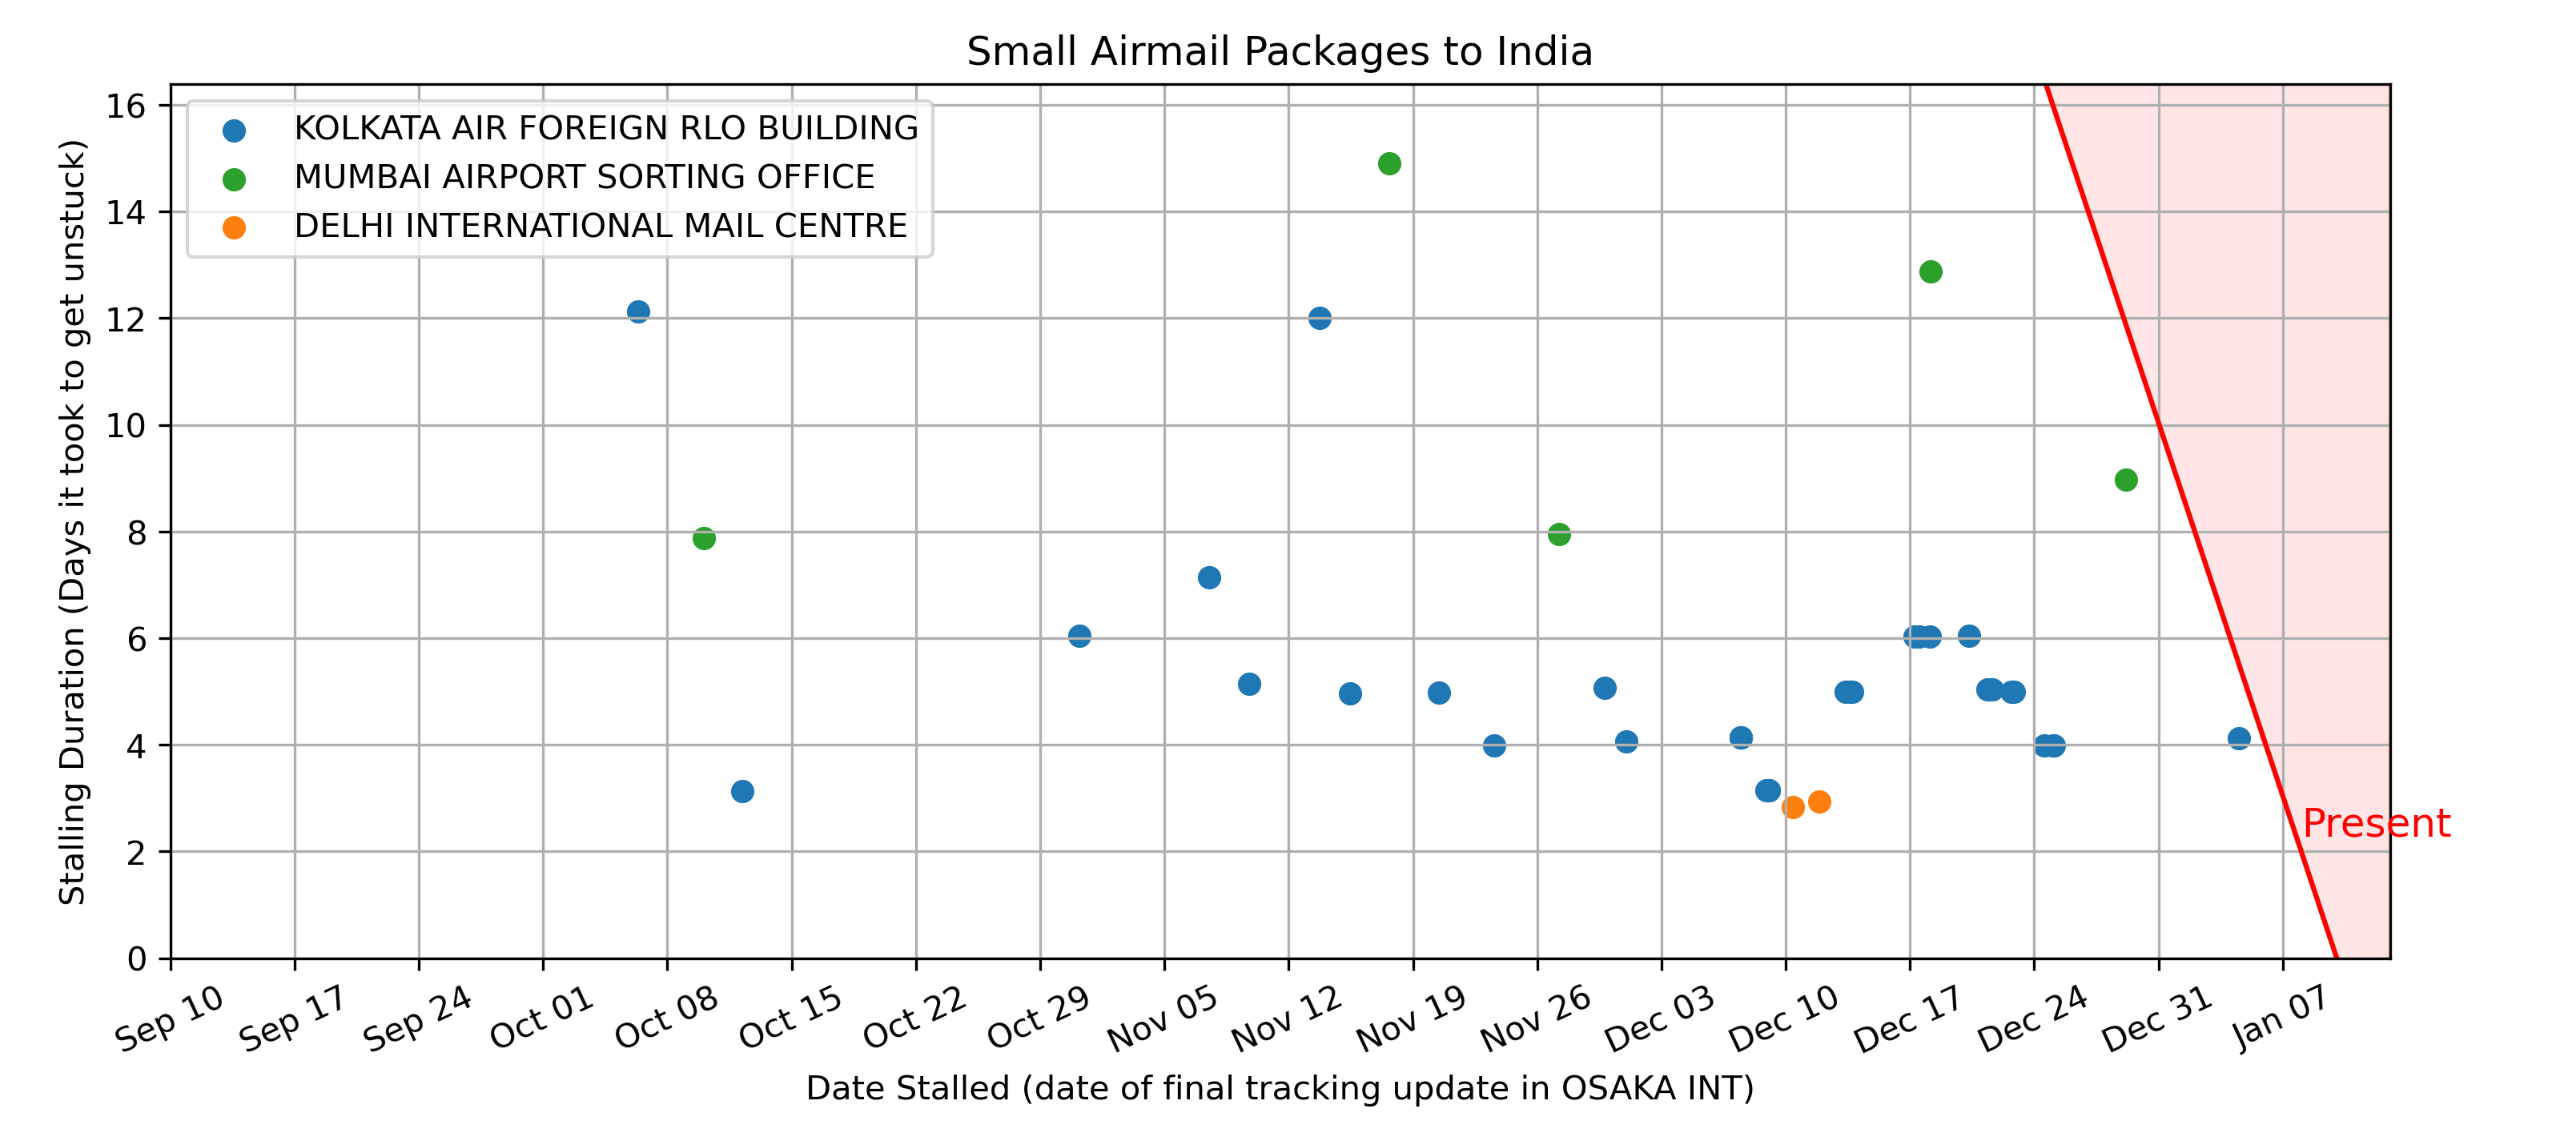 Small Airmail Packages to India
KOLKATA AIR FOREIGN RLO BUILDING
MUMBAI AIRPORT SORTING OFFICE
DELHI INTERNATIONAL MAIL CENTRE
Stalling Duration (Days it took to get unstuck)
16
14
12
10
8
6
4
2
0
Present
Sep 10
Sep 17
Sep 24
Oct 01
Oct 08
Oct 15
Oct 22
Oct 29
Nov 05
Nov 12
Nov 19
Nov 26
Dec 03
Dec 10
Dec 17
Dec 24
Dec 31
Jan 07
Date Stalled (date of final tracking update in OSAKA INT)